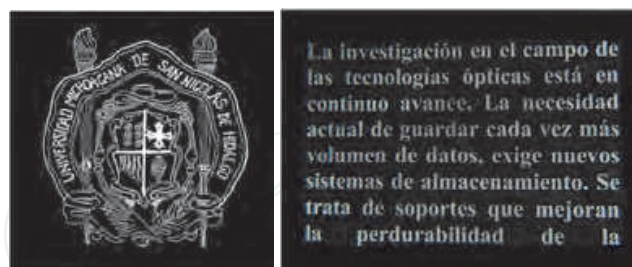 UNIVERSIDAD MICHOACANA DE SAN NICOLAS DE HIDALGO
La investigación en el campo de
las tecnologías ópticas está en
continuo avance. La necesidad
actual de guardar cada vez más
volumen de datos, exige nuevos
sistemas de almacenamiento. Se
trata de soportes que mejoran
la perdurabilidad de la